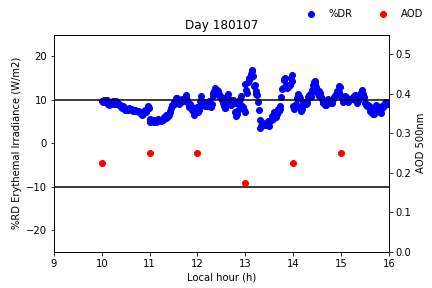 %DR AOD
Day 180107
20
10
0
−10
−20
%RD Erythermal Irradiance (W/m2)
0.5
0.4
0.3
0.2
0.1
0.0
AOD 500nm
9 10 11 12 13 14 15 16
Local hour (h)